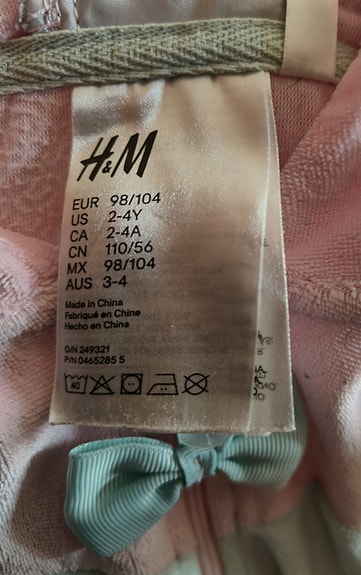 H&M
EUR 98/104
US 2-4Y
CA 2-4A
CN 110/56
MX 98/104
AUS 3-4
Made in China
Fabriqué en Chine
Hecho en China
O/N 249321
P/N 0465285 5
40